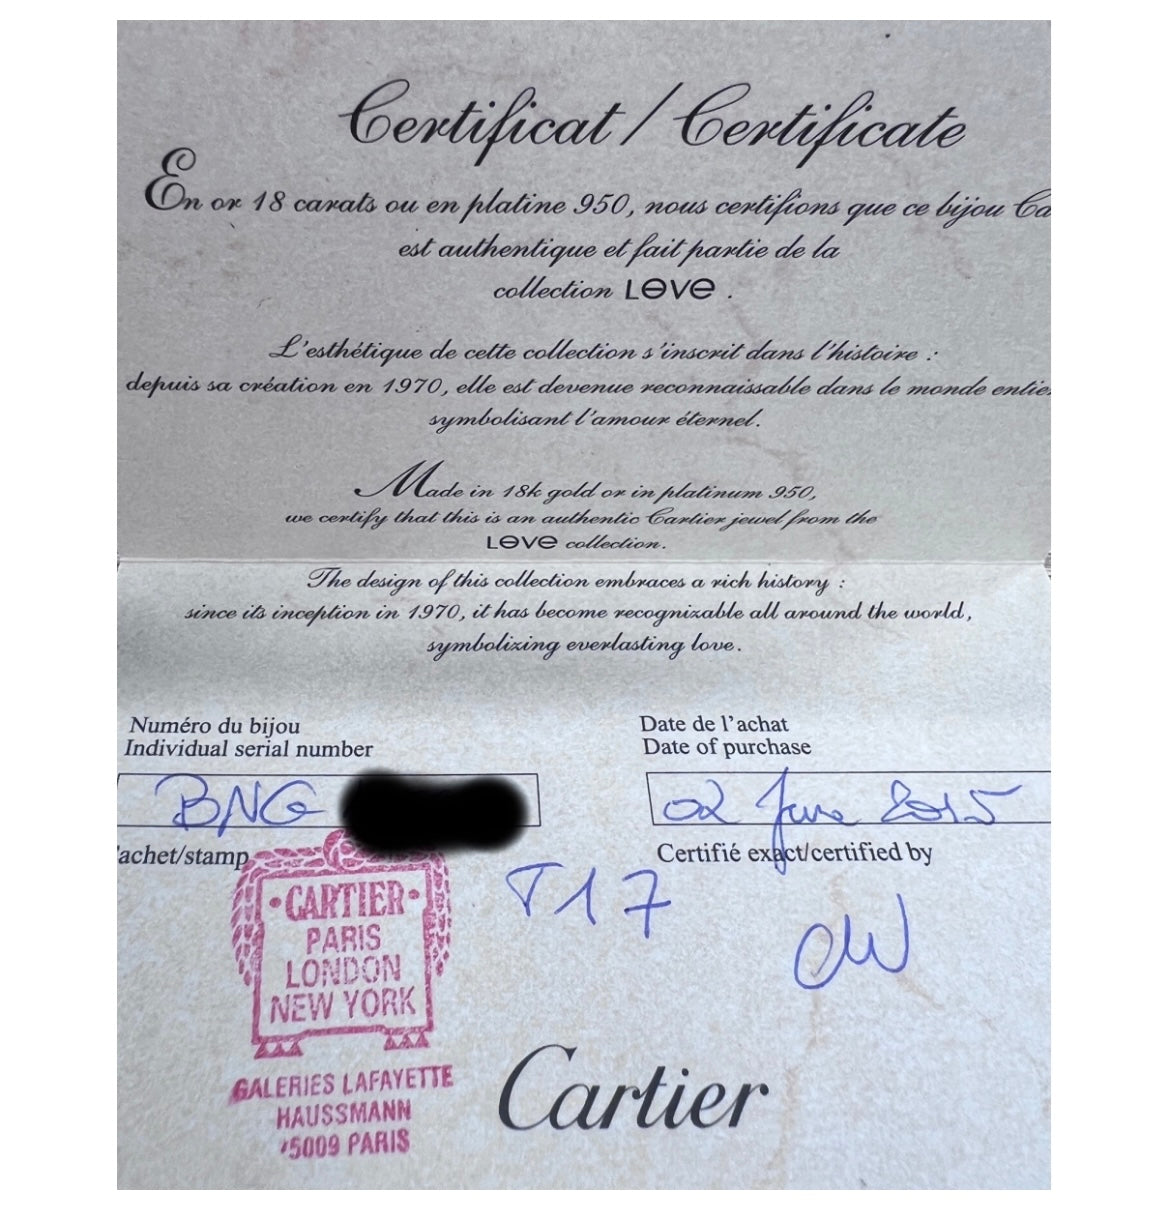 Certificat / Certificate
En or 18 carats ou en platine 950, nous certifions que ce bijou Ca
est authentique et fait partie de la
collection LOVE .
L'esthétique de cette collection s'inscrit dans l'histoire :
depuis sa création en 1970, elle est devenue reconnaissable dans le monde entie
symbolisant l'amour éternel.
Made in 18k gold or in platinum 950,
we certify that this is an authentic Cartier jewel from the
LOVE collection.
The design of this collection embraces a rich history :
since its inception in 1970, it has become recognizable all around the world,
symbolizing everlasting love.
Numéro du bijou
Individual serial number
BNG
Date de l'achat
Date of purchase
02 June 2015
achet/stamp
Certifié exact/certified by
T17
CARTIER
PARIS
LONDON
NEW YORK
GALERIES LAFAYETTE
HAUSSMANN
75009 PARIS
Cartier